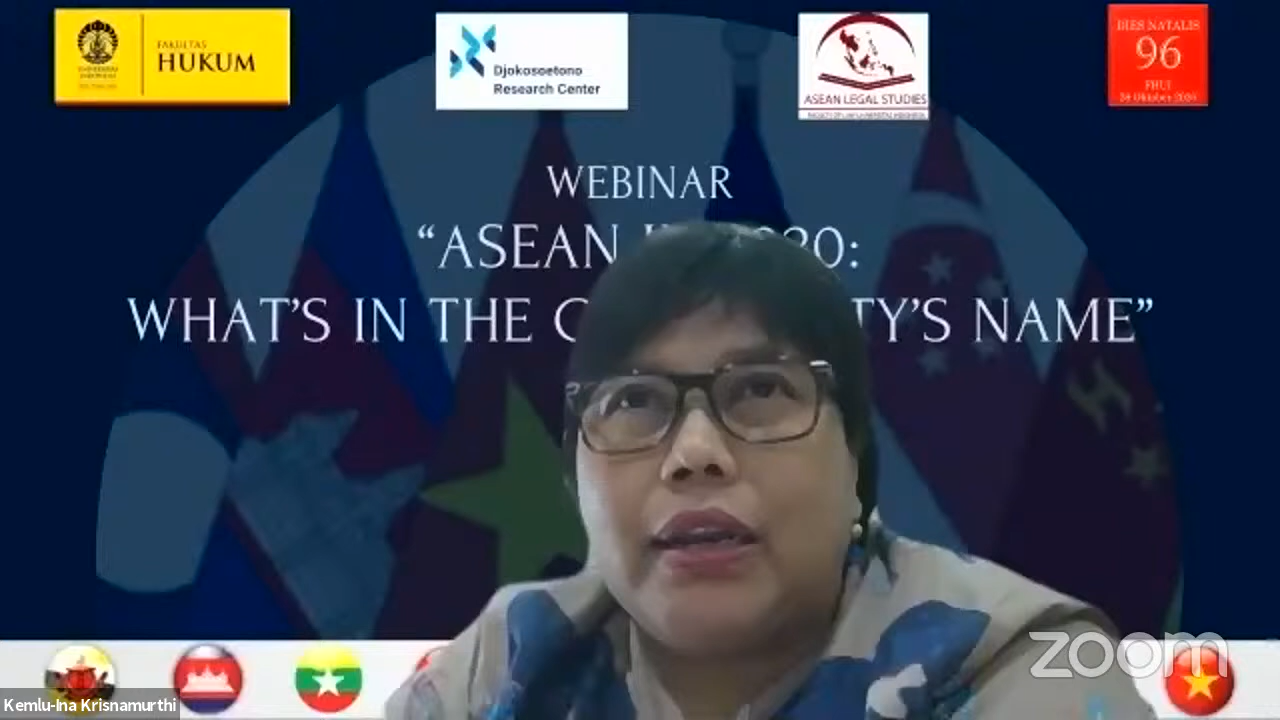 FAKULTAS
HUKUM
Djokosoetono
Research Center
ASEAN LEGAL STUDIES
DIES NATALIS
96
FHUI
WEBINAR
“ASEAN
20:
WHAT’S IN THE C
TY’S NAME”
zoom
Kemlu-Ina Krisnamurthi